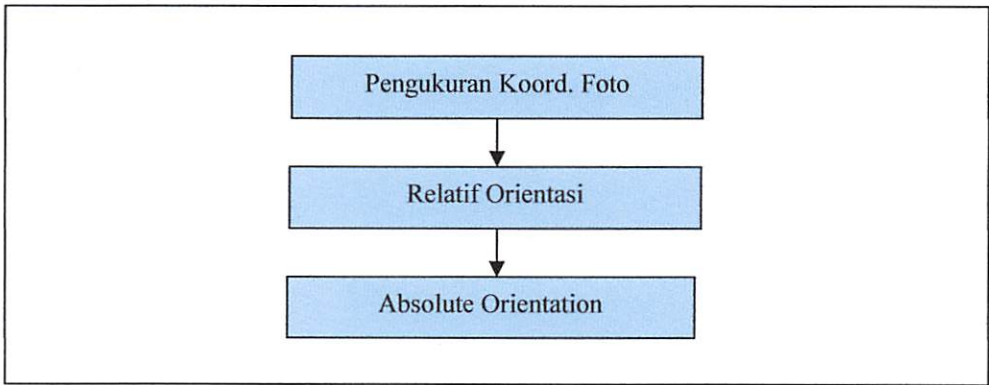 Pengukuran Koord. Foto
Relatif Orientasi
Absolute Orientation